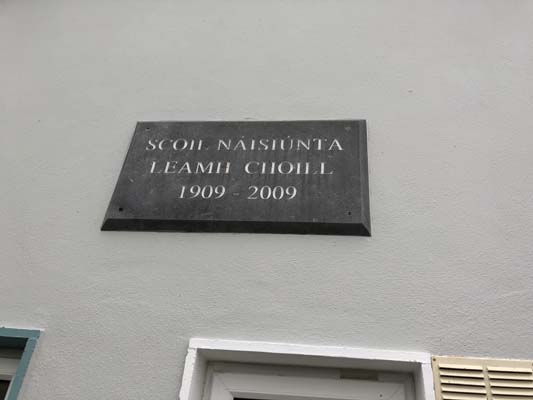 SCOIL NÁISIÚNTA
LEAMH CHOILL
1909 - 2009